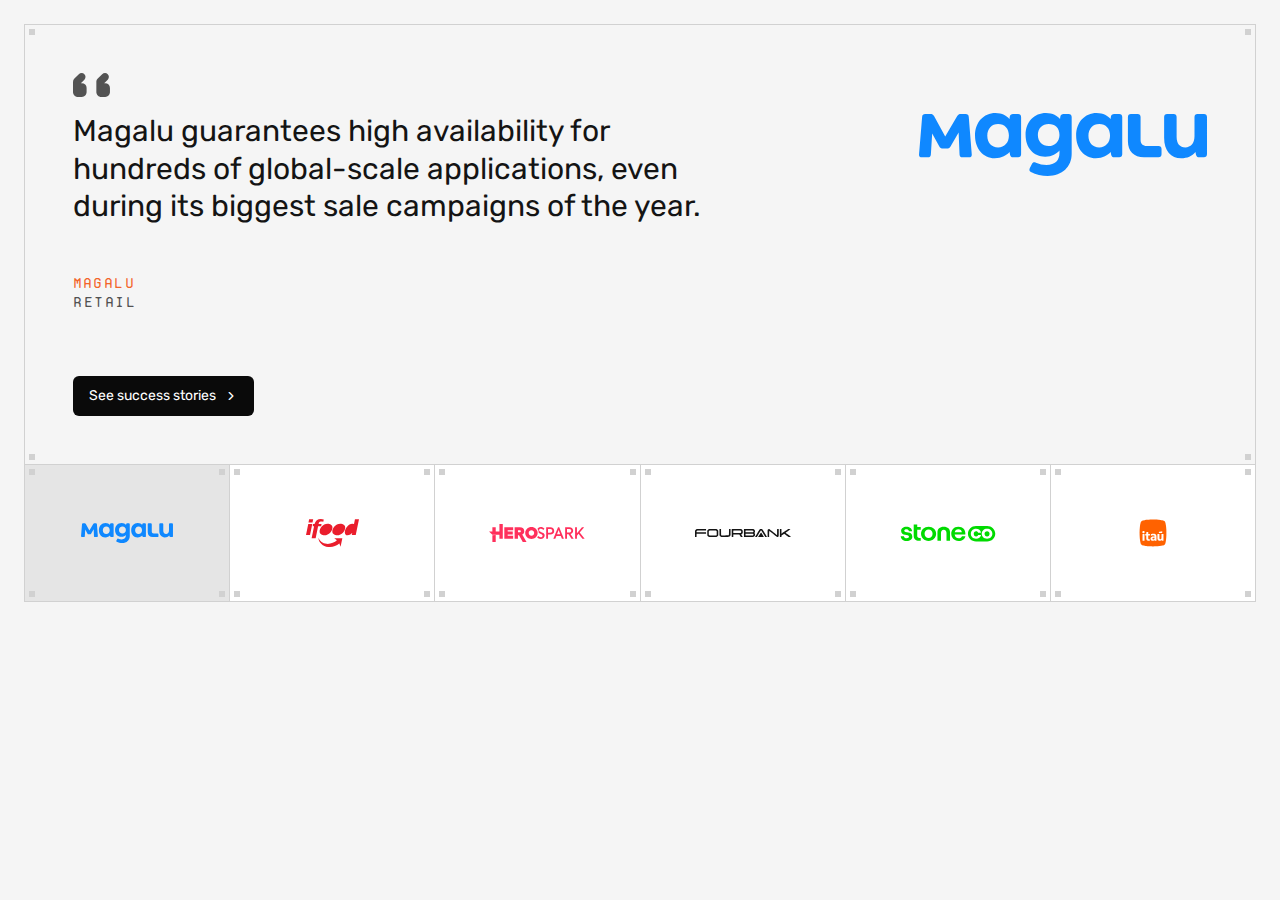 Magalu guarantees high availability for
hundreds of global-scale applications, even
during its biggest sale campaigns of the year.
Magalu
MAGALU
RETAIL
See success stories
Magalu
ifood
HEROSPARK
FOURBANK
stoneco
itaú